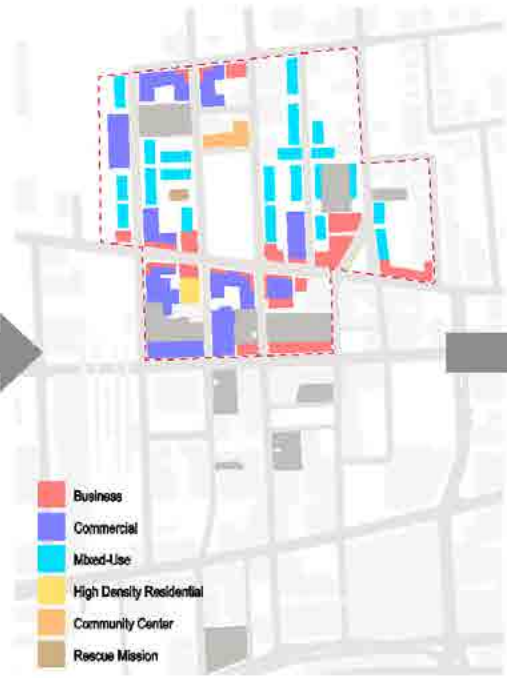 Business
Commercial
Mixed-Use
High Density Residential
Community Center
Rescue Mission